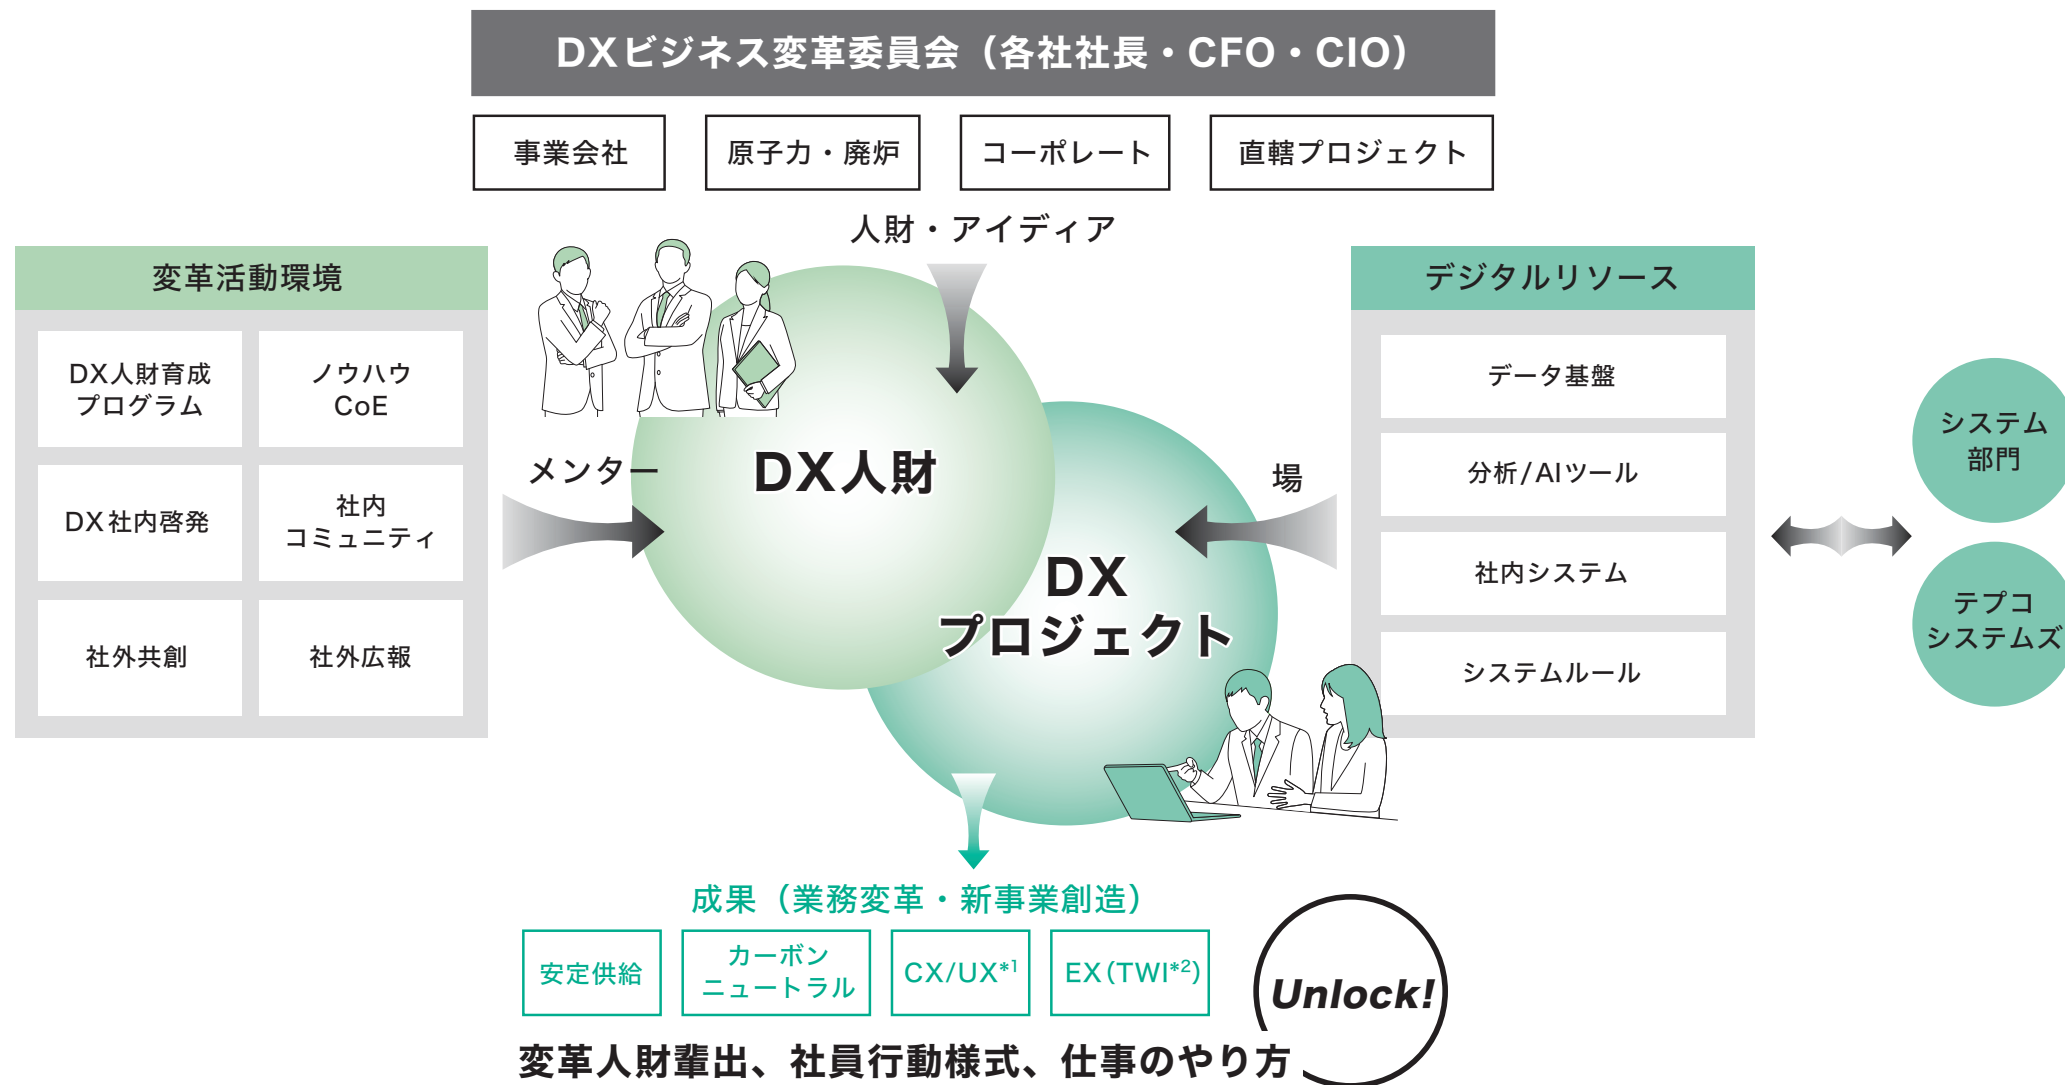 DXビジネス変革委員会（各社社長・CFO・CIO）
事業会社
原子力・廃炉
コーポレート
直轄プロジェクト
人財・アイディア
変革活動環境
DX人財育成
プログラム
ノウハウ
CoE
DX社内啓発
社内
コミュニティ
社外共創
社外広報
メンター
DX人財
DX
プロジェクト
場
デジタルリソース
データ基盤
分析/AIツール
社内システム
システムルール
システム
部門
テプコ
システムズ
成果（業務変革・新事業創造）
安定供給
カーボン
ニュートラル
CX/UX*1
EX(TWI*2)
Unlock!
変革人財輩出、社員行動様式、仕事のやり方